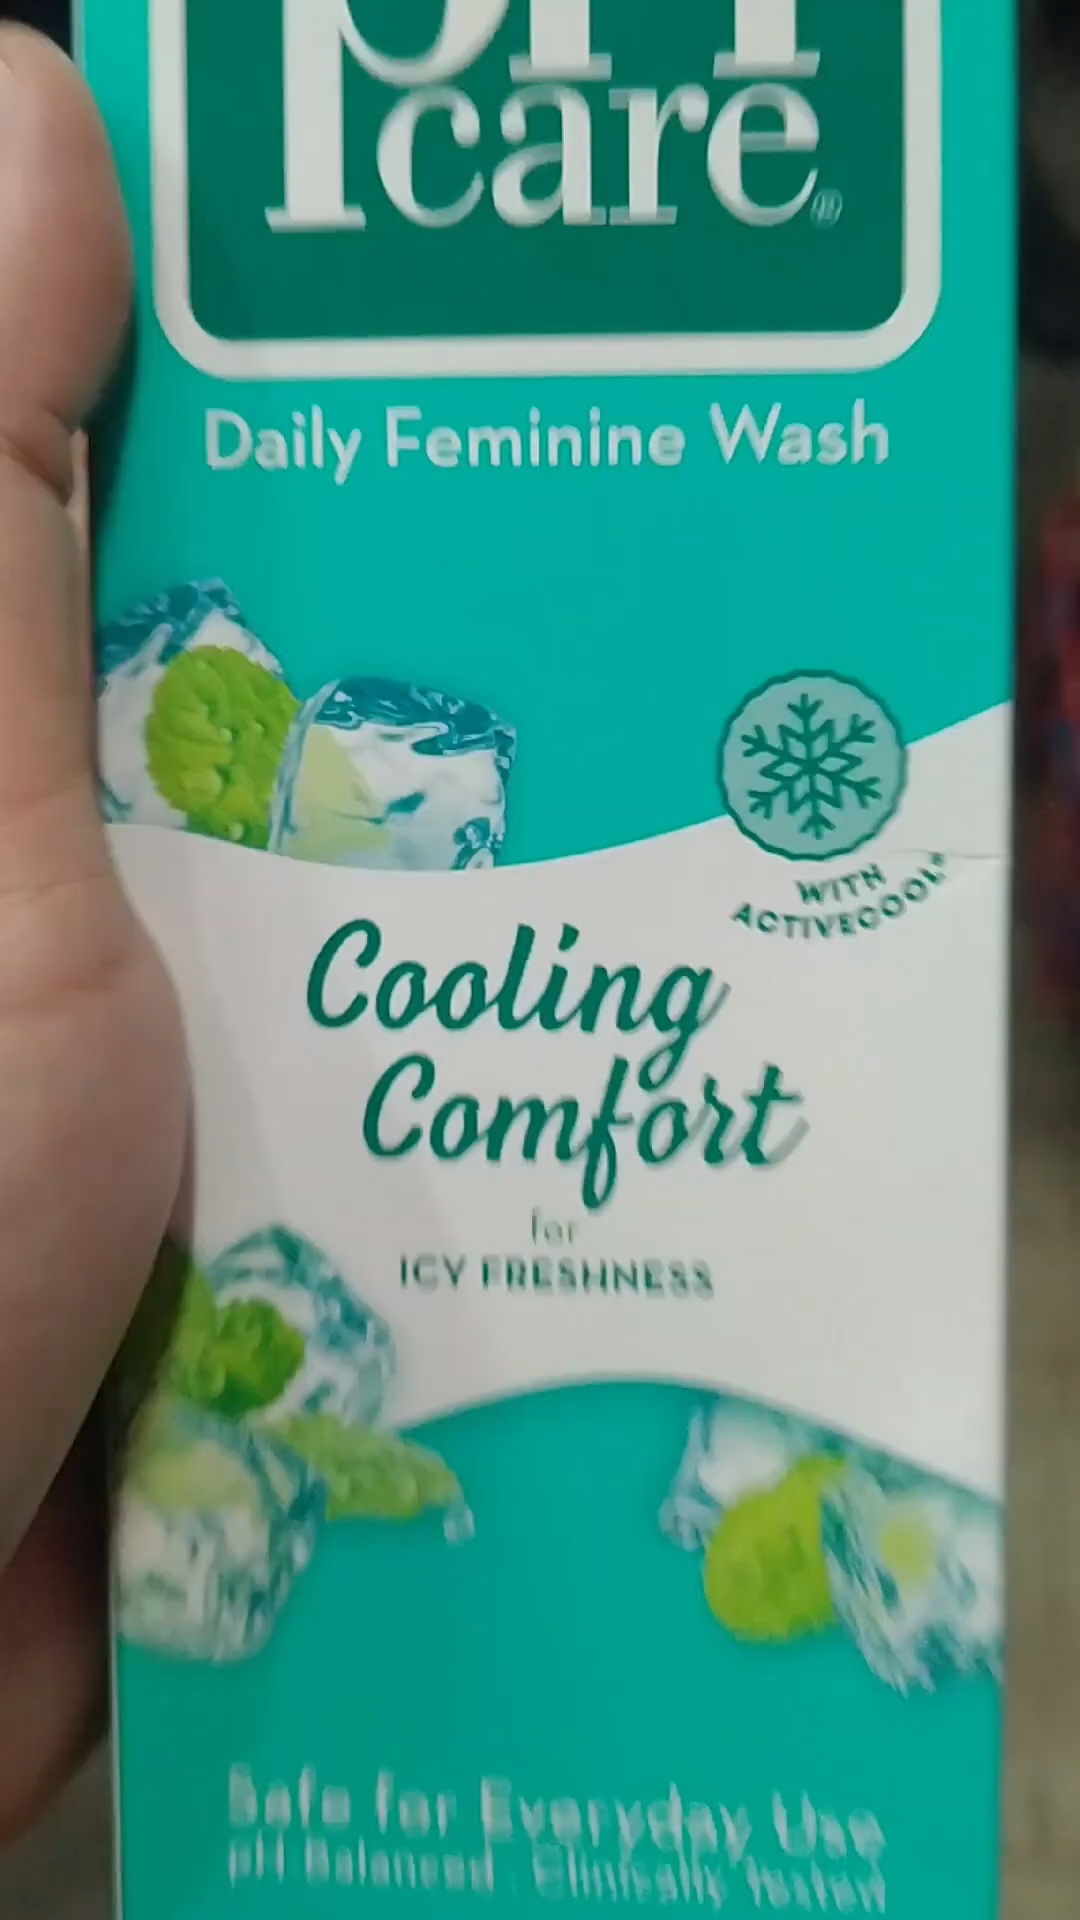 pH
care®
Daily Feminine Wash
WITH
ACTIVECOOL®
Cooling
Comfort
for
ICY FRESHNESS
Safe for Everyday Use
pH Balanced . Clinically Tested